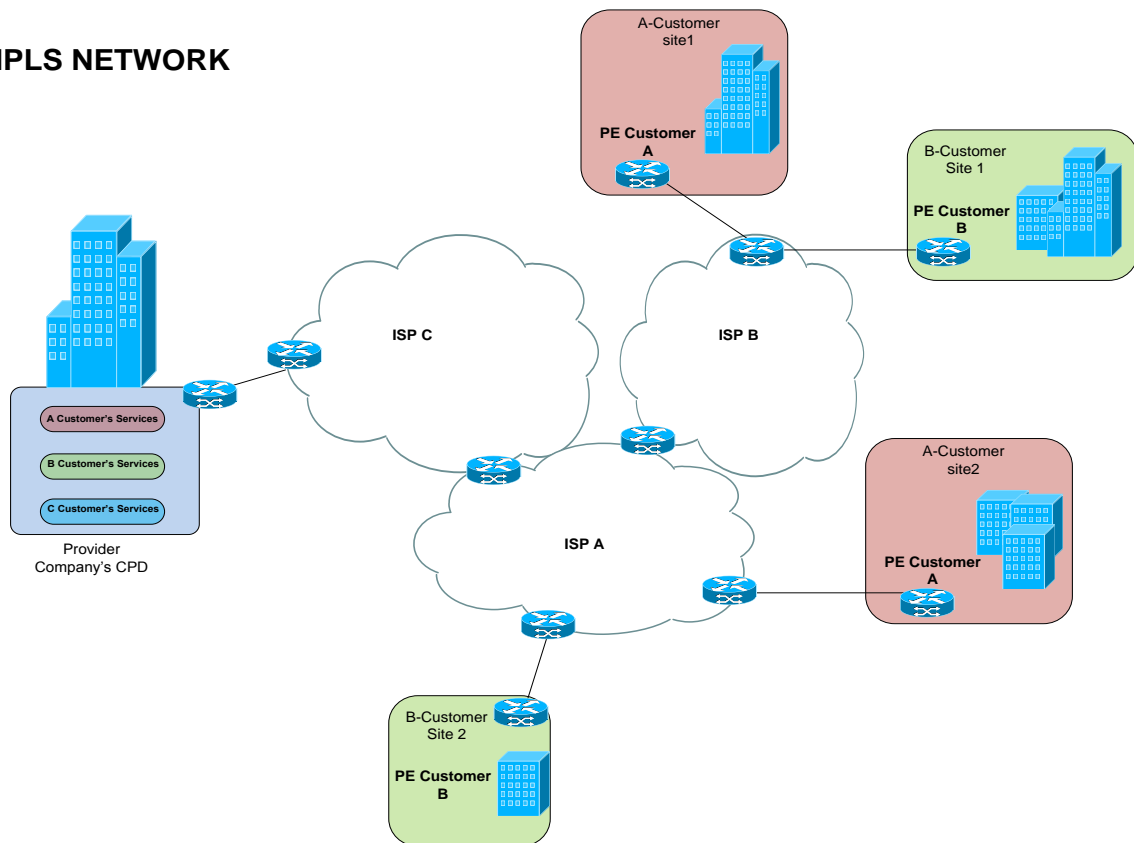 IPLS NETWORK
A-Customer
site1
PE Customer
A
B-Customer
Site 1
PE Customer
B
ISP C
ISP B
A Customer's Services
B Customer's Services
C Customer's Services
Provider
Company's CPD
ISP A
A-Customer
site2
PE Customer
A
B-Customer
Site 2
PE Customer
B